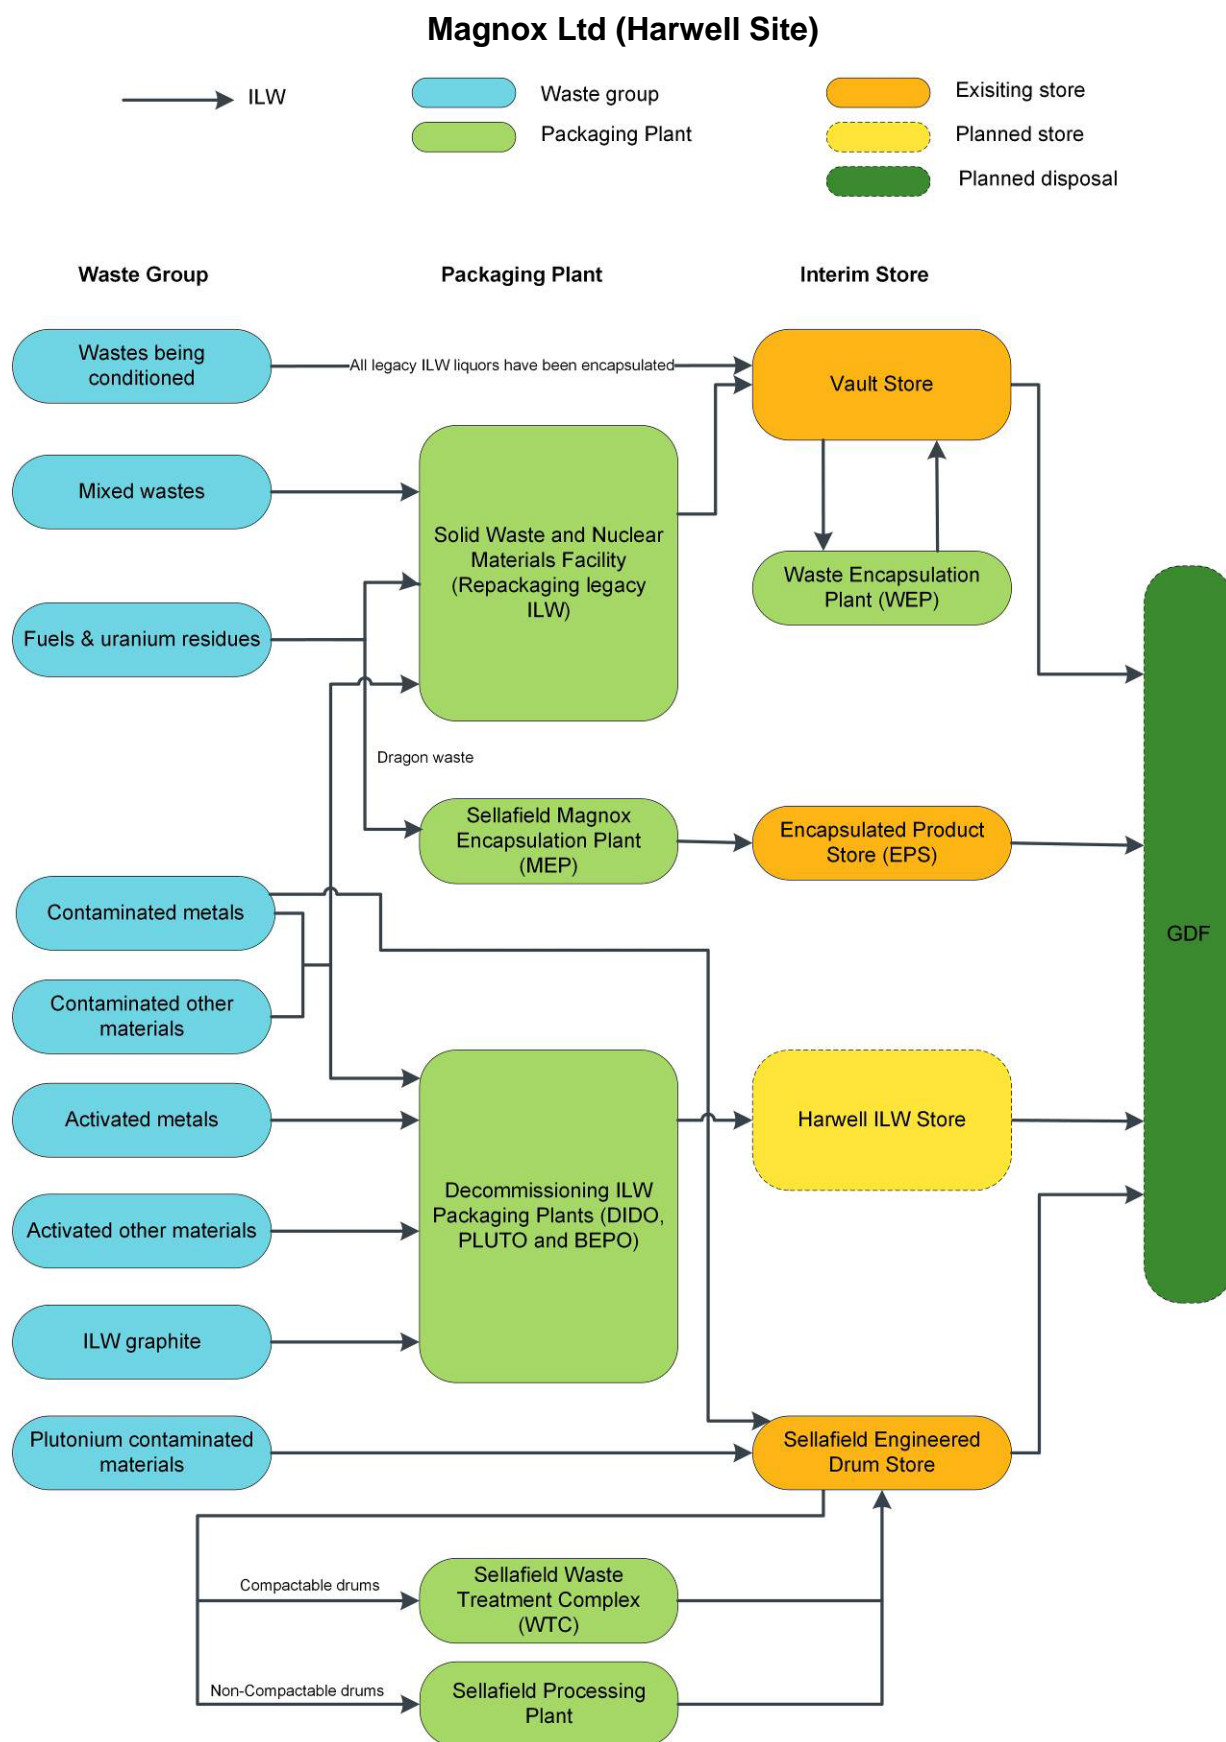 Magnox Ltd (Harwell Site)
ILW
Waste group
Exisiting store
Packaging Plant
Planned store
Planned disposal
Waste Group
Packaging Plant
Interim Store
Wastes being
conditioned
All legacy ILW liquors have been encapsulated
Vault Store
Mixed wastes
Solid Waste and Nuclear
Materials Facility
(Repackaging legacy
ILW)
Waste Encapsulation
Plant (WEP)
Fuels & uranium residues
Dragon waste
Sellafield Magnox
Encapsulation Plant
(MEP)
Encapsulated Product
Store (EPS)
Contaminated metals
GDF
Contaminated other
materials
Activated metals
Harwell ILW Store
Decommissioning ILW
Packaging Plants (DIDO,
PLUTO and BEPO)
Activated other materials
ILW graphite
Plutonium contaminated
materials
Sellafield Engineered
Drum Store
Compactable drums
Sellafield Waste
Treatment Complex
(WTC)
Non-Compactable drums
Sellafield Processing
Plant